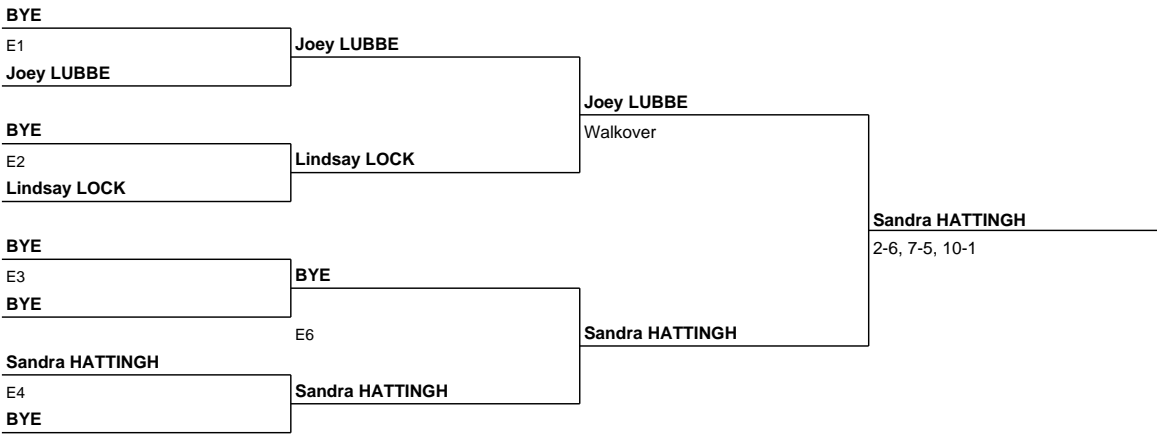 BYE
E1
Joey LUBBE
Joey LUBBE
BYE
E2
Lindsay LOCK
Lindsay LOCK
Joey LUBBE
Walkover
BYE
E3
BYE
BYE
E6
Sandra HATTINGH
E4
BYE
Sandra HATTINGH
Sandra HATTINGH
Sandra HATTINGH
2-6, 7-5, 10-1